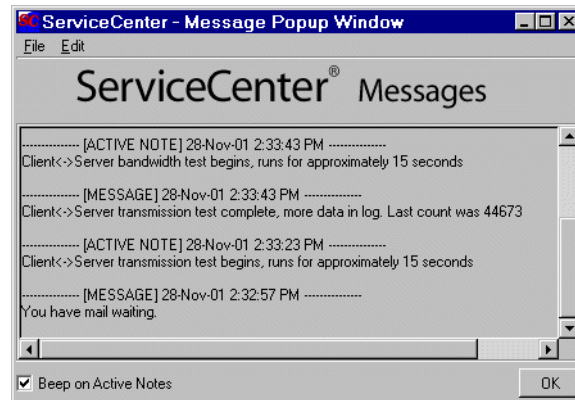 SC ServiceCenter - Message Popup Window
File Edit
ServiceCenter® Messages
--------------- [ACTIVE NOTE] 28-Nov-01 2:33:43 PM ---------------
Client<->Server bandwidth test begins, runs for approximately 15 seconds
--------------- [MESSAGE] 28-Nov-01 2:33:43 PM ---------------
Client<->Server transmission test complete, more data in log. Last count was 44673
--------------- [ACTIVE NOTE] 28-Nov-01 2:33:23 PM ---------------
Client<->Server transmission test begins, runs for approximately 15 seconds
--------------- [MESSAGE] 28-Nov-01 2:32:57 PM ---------------
You have mail waiting.
Beep on Active Notes OK